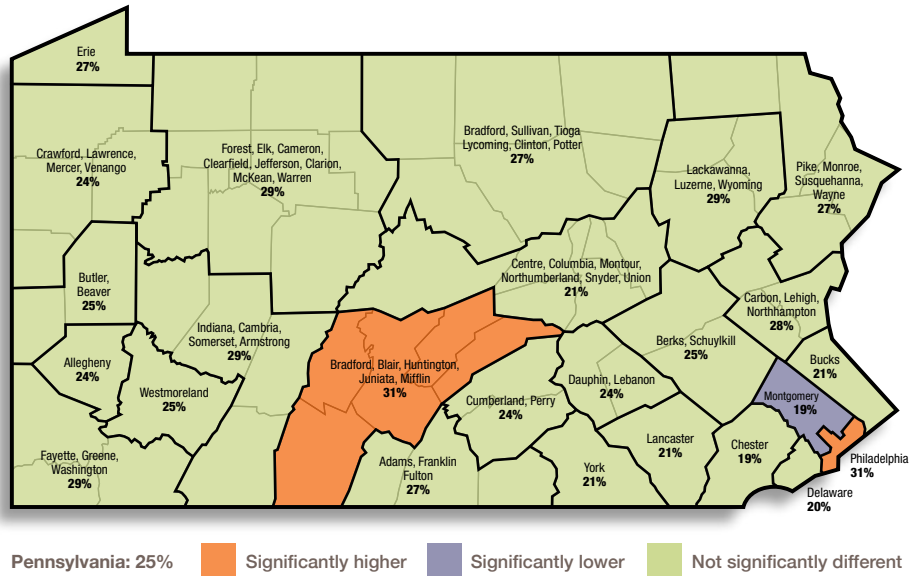 Erie
27%
Crawford, Lawrence,
Mercer, Venango
24%
Forest, Elk, Cameron,
Clearfield, Jefferson, Clarion,
McKean, Warren
29%
Bradford, Sullivan, Tioga
Lycoming, Clinton, Potter
27%
Lackawanna,
Luzerne, Wyoming
29%
Pike, Monroe,
Susquehanna,
Wayne
27%
Butler,
Beaver
25%
Indiana, Cambria,
Somerset, Armstrong
29%
Centre, Columbia, Montour,
Northumberland, Snyder, Union
21%
Carbon, Lehigh,
Northhampton
28%
Allegheny
24%
Westmoreland
25%
Bradford, Blair, Huntington,
Juniata, Mifflin
31%
Berks, Schuylkill
25%
Bucks
21%
Dauphin, Lebanon
24%
Montgomery
19%
Cumberland, Perry
24%
Fayette, Greene,
Washington
29%
Adams, Franklin
Fulton
27%
York
21%
Lancaster
21%
Chester
19%
Philadelphia
31%
Delaware
20%
Pennsylvania: 25%
Significantly higher
Significantly lower
Not significantly different